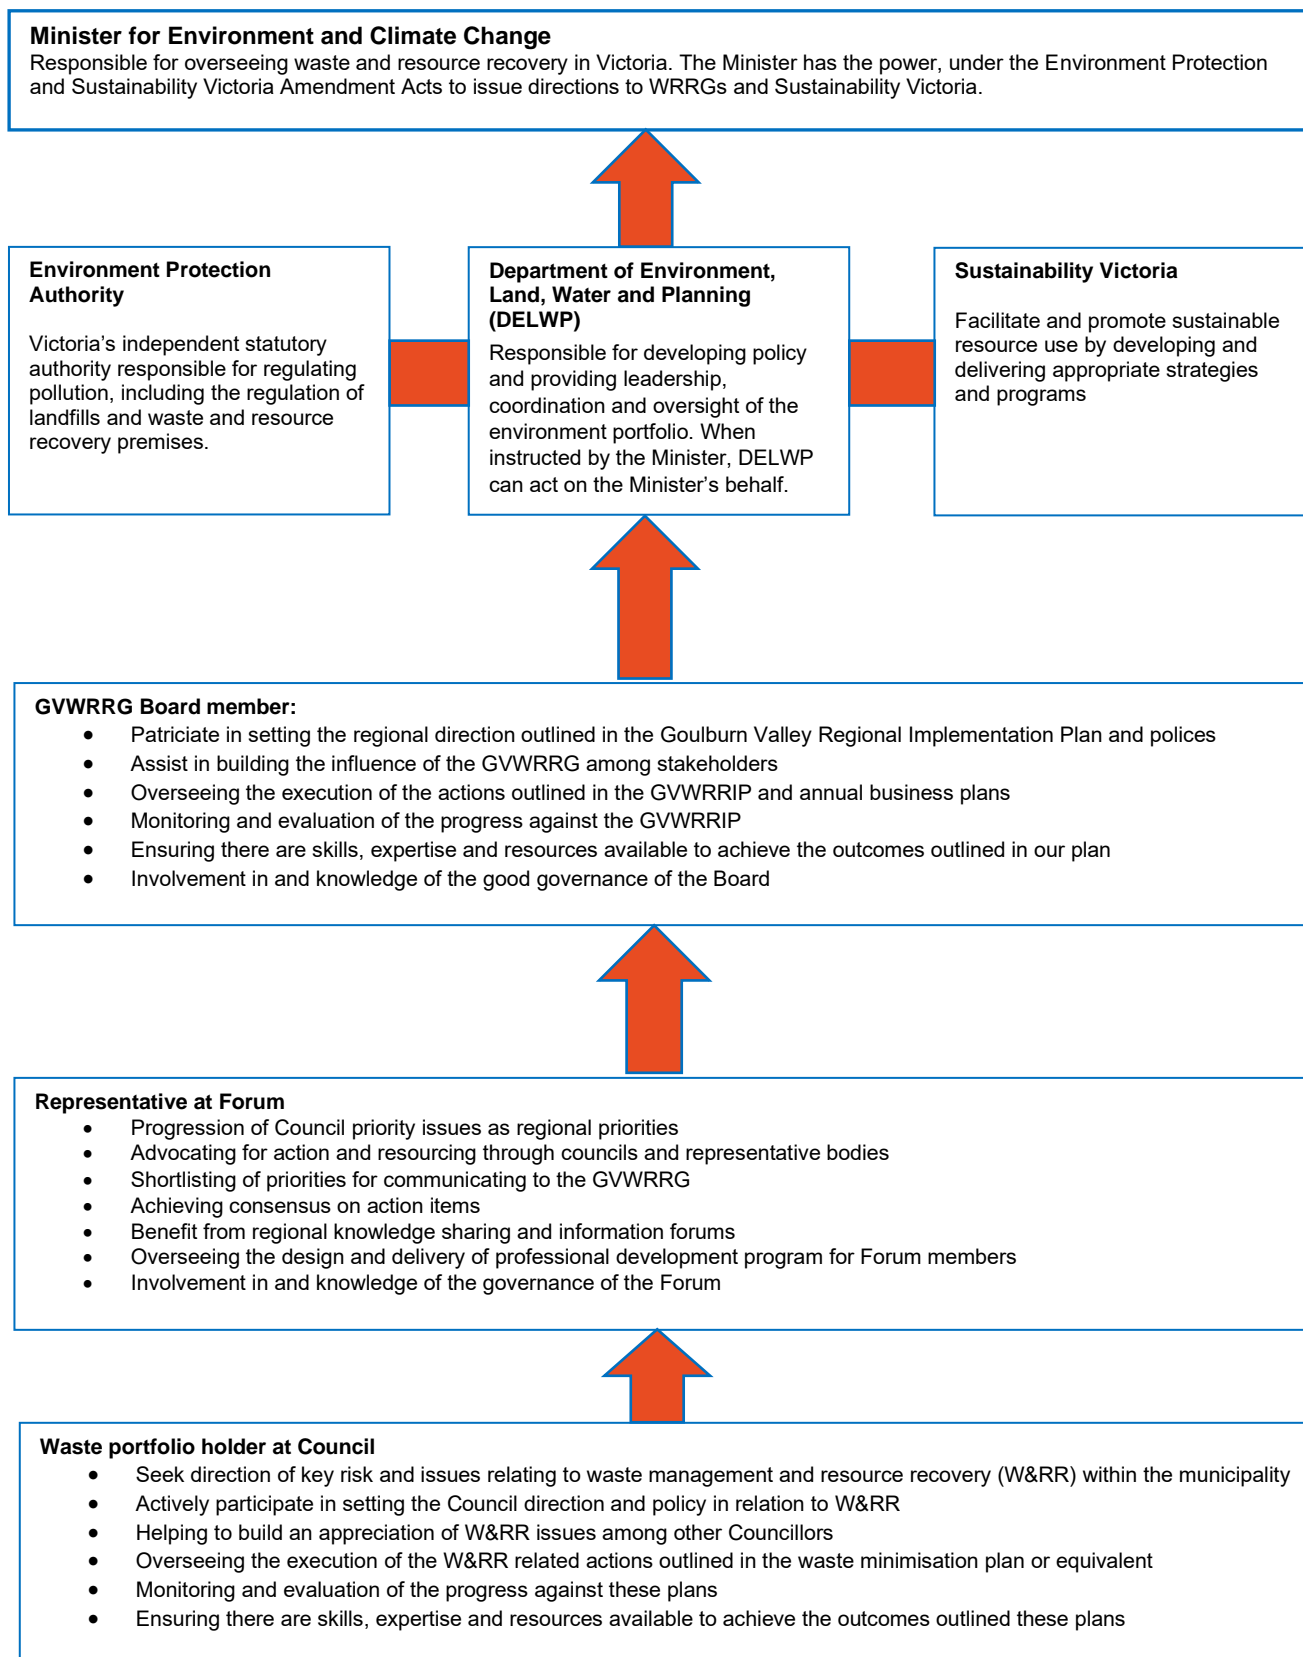 Minister for Environment and Climate Change
Responsible for overseeing waste and resource recovery in Victoria. The Minister has the power, under the Environment Protection
and Sustainability Victoria Amendment Acts to issue directions to WRRGs and Sustainability Victoria.
Environment Protection
Authority
Victoria’s independent statutory
authority responsible for regulating
pollution, including the regulation of
landfills and waste and resource
recovery premises.
Department of Environment,
Land, Water and Planning
(DELWP)
Responsible for developing policy
and providing leadership,
coordination and oversight of the
environment portfolio. When
instructed by the Minister, DELWP
can act on the Minister’s behalf.
Sustainability Victoria
Facilitate and promote sustainable
resource use by developing and
delivering appropriate strategies
and programs
GVWRRG Board member:
• Patriciate in setting the regional direction outlined in the Goulburn Valley Regional Implementation Plan and polices
• Assist in building the influence of the GVWRRG among stakeholders
• Overseeing the execution of the actions outlined in the GVWRRIP and annual business plans
• Monitoring and evaluation of the progress against the GVWRRIP
• Ensuring there are skills, expertise and resources available to achieve the outcomes outlined in our plan
• Involvement in and knowledge of the good governance of the Board
Representative at Forum
• Progression of Council priority issues as regional priorities
• Advocating for action and resourcing through councils and representative bodies
• Shortlisting of priorities for communicating to the GVWRRG
• Achieving consensus on action items
• Benefit from regional knowledge sharing and information forums
• Overseeing the design and delivery of professional development program for Forum members
• Involvement in and knowledge of the governance of the Forum
Waste portfolio holder at Council
• Seek direction of key risk and issues relating to waste management and resource recovery (W&RR) within the municipality
• Actively participate in setting the Council direction and policy in relation to W&RR
• Helping to build an appreciation of W&RR issues among other Councillors
• Overseeing the execution of the W&RR related actions outlined in the waste minimisation plan or equivalent
• Monitoring and evaluation of the progress against these plans
• Ensuring there are skills, expertise and resources available to achieve the outcomes outlined these plans